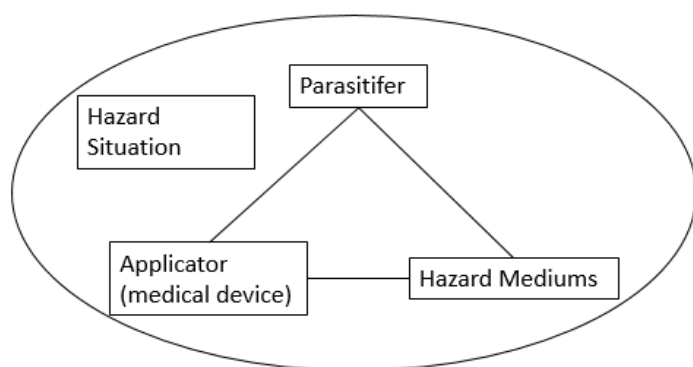 Parasitifer
Hazard
Situation
Applicator
(medical device)
Hazard Mediums